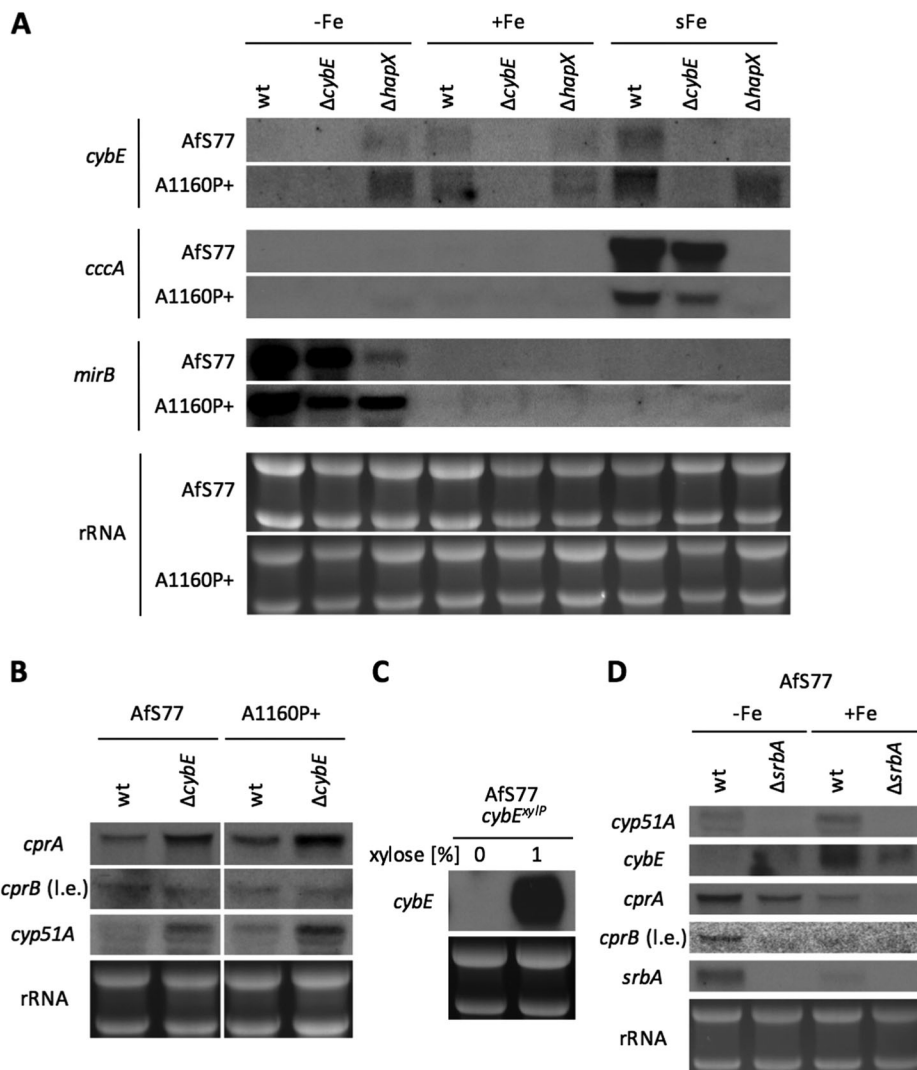 A
-Fe +Fe sFe
wt ΔcybE ΔhapX wt ΔcybE ΔhapX wt ΔcybE ΔhapX
cybE
AfS77
A1160P+
cccA
AfS77
A1160P+
mirB
AfS77
A1160P+
rRNA
AfS77
A1160P+
B
AfS77 A1160P+
wt ΔcybE wt ΔcybE
cprA
cprB (l.e.)
cyp51A
rRNA
C
AfS77
cybE^xylP
xylose [%] 0 1
cybE
D
AfS77
-Fe +Fe
wt ΔsrbA wt ΔsrbA
cyp51A
cybE
cprA
cprB (l.e.)
srbA
rRNA